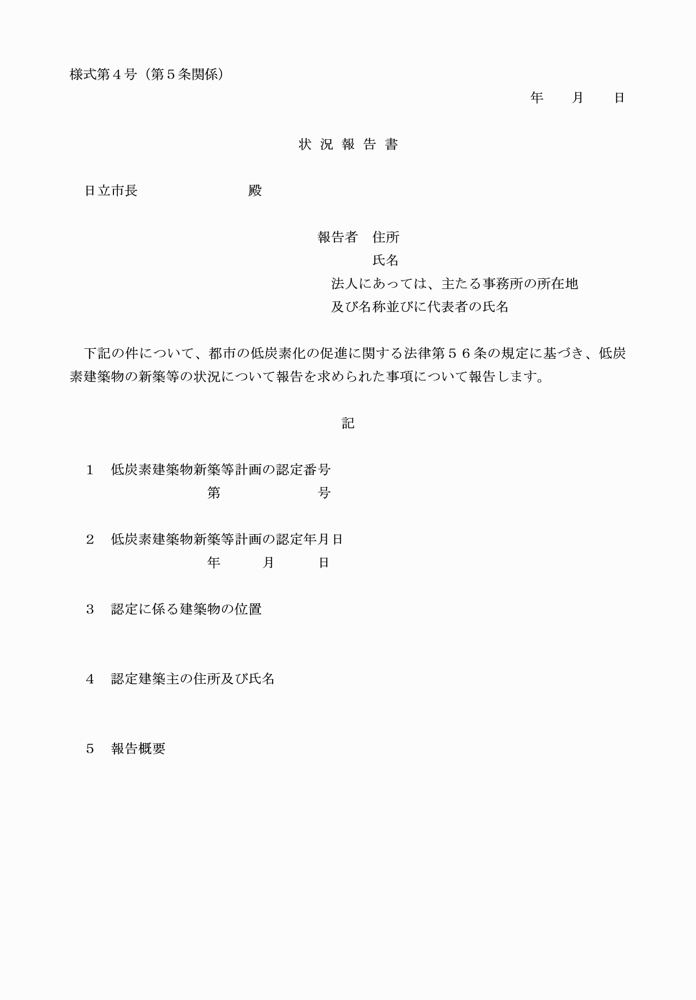 様式第４号（第５条関係）
年　　月　　日
状 況 報 告 書
日立市長　　　　　　　　殿
報告者　住所
氏名
法人にあっては、主たる事務所の所在地
及び名称並びに代表者の氏名
下記の件について、都市の低炭素化の促進に関する法律第５６条の規定に基づき、低炭
素建築物の新築等の状況について報告を求められた事項について報告します。
記
１　低炭素建築物新築等計画の認定番号
第　　　　　　　号
２　低炭素建築物新築等計画の認定年月日
年　　　月　　　日
３　認定に係る建築物の位置
４　認定建築主の住所及び氏名
５　報告概要